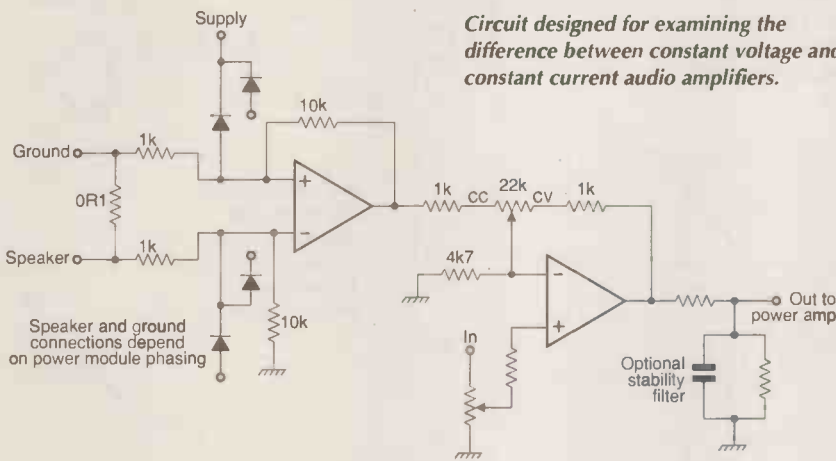 Circuit designed for examining the
difference between constant voltage and
constant current audio amplifiers.
Supply
10k
1k
Ground
+
0R1
−
Speaker
1k
10k
Speaker and ground
connections depend
on power module phasing
1k
CC
22k
CV
1k
4k7
−
+
In
Out to
power amp
Optional
stability
filter